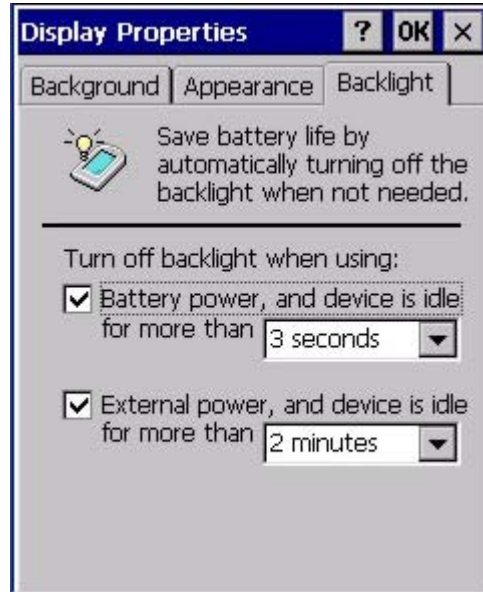 Display Properties ? OK ×
Background Appearance Backlight
Save battery life by
automatically turning off the
backlight when not needed.
Turn off backlight when using:
Battery power, and device is idle
for more than 3 seconds
External power, and device is idle
for more than 2 minutes